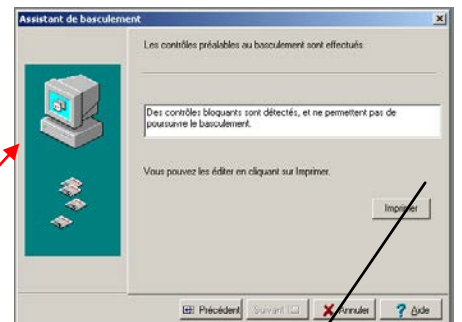 Assistant de basculement
Les contrôles préalables au basculement sont effectués
Des contrôles bloquants sont détectés, et ne permettent pas de
poursuivre le basculement.
Vous pouvez les éditer en cliquant sur Imprimer.
Imprimer
Précédent Suivant Annuler ? Aide